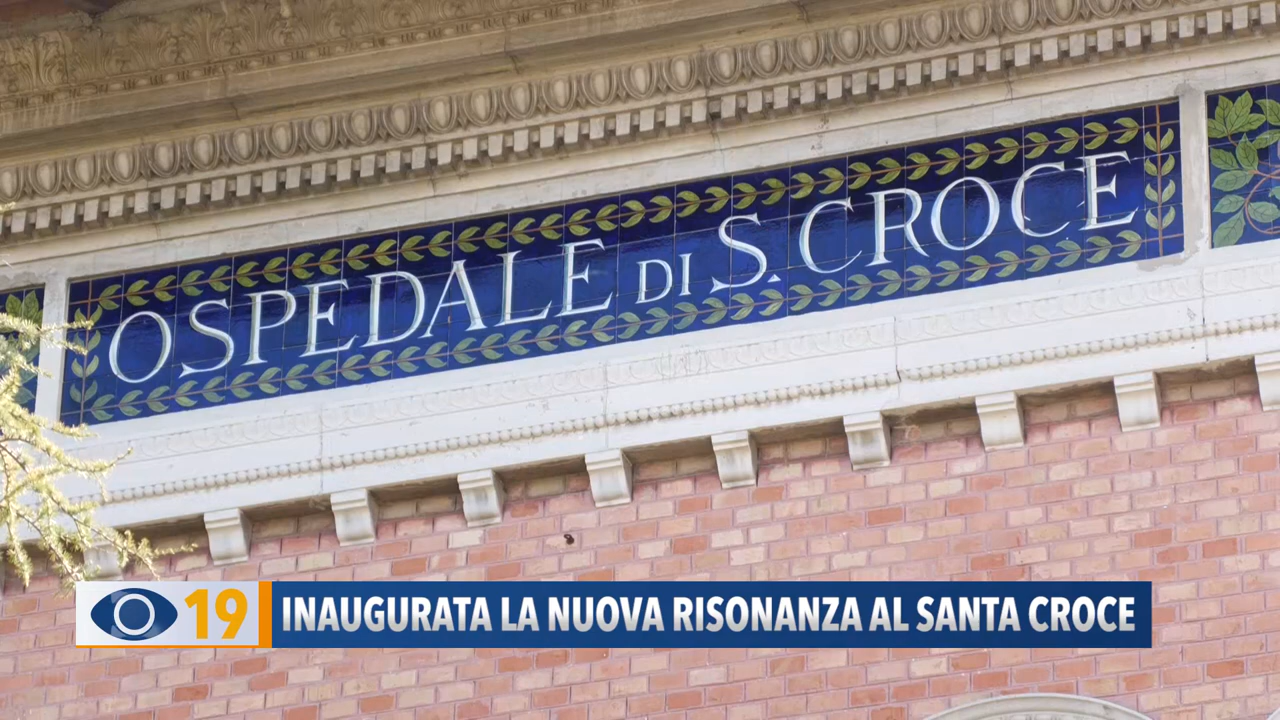 OSPEDALE DI S. CROCE
19 INAUGURATA LA NUOVA RISONANZA AL SANTA CROCE